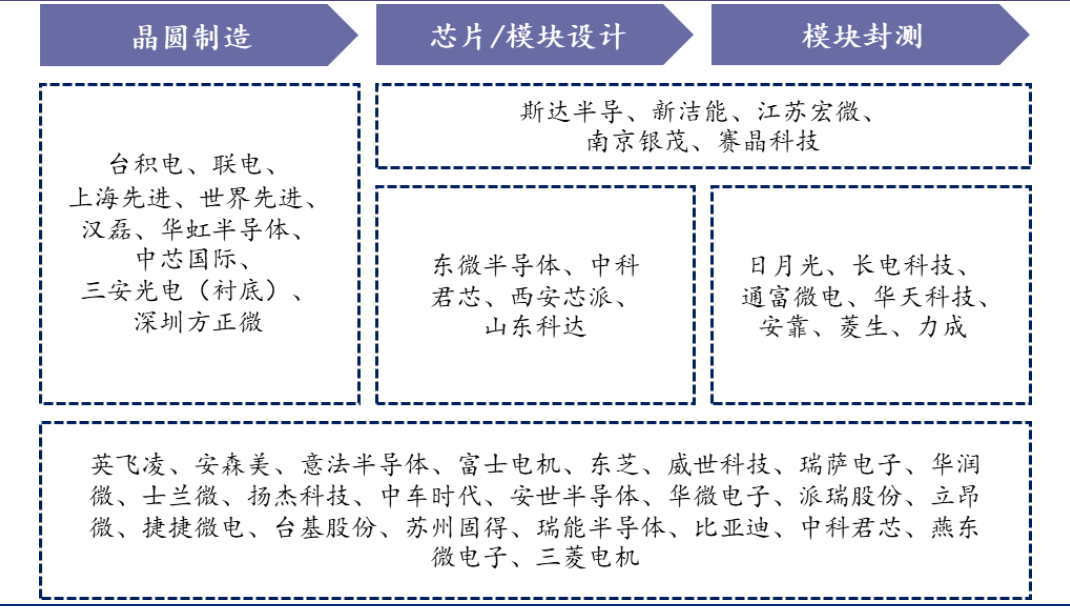 晶圆制造
芯片/模块设计
模块封测
台积电、联电、
上海先进、世界先进、
汉磊、华虹半导体、
中芯国际、
三安光电（衬底）、
深圳方正微
斯达半导、新洁能、江苏宏微、
南京银茂、赛晶科技
东微半导体、中科
君芯、西安芯派、
山东科达
日月光、长电科技、
通富微电、华天科技、
安靠、菱生、力成
英飞凌、安森美、意法半导体、富士电机、东芝、威世科技、瑞萨电子、华润
微、士兰微、扬杰科技、中车时代、安世半导体、华微电子、派瑞股份、立昂
微、捷捷微电、台基股份、苏州固得、瑞能半导体、比亚迪、中科君芯、燕东
微电子、三菱电机